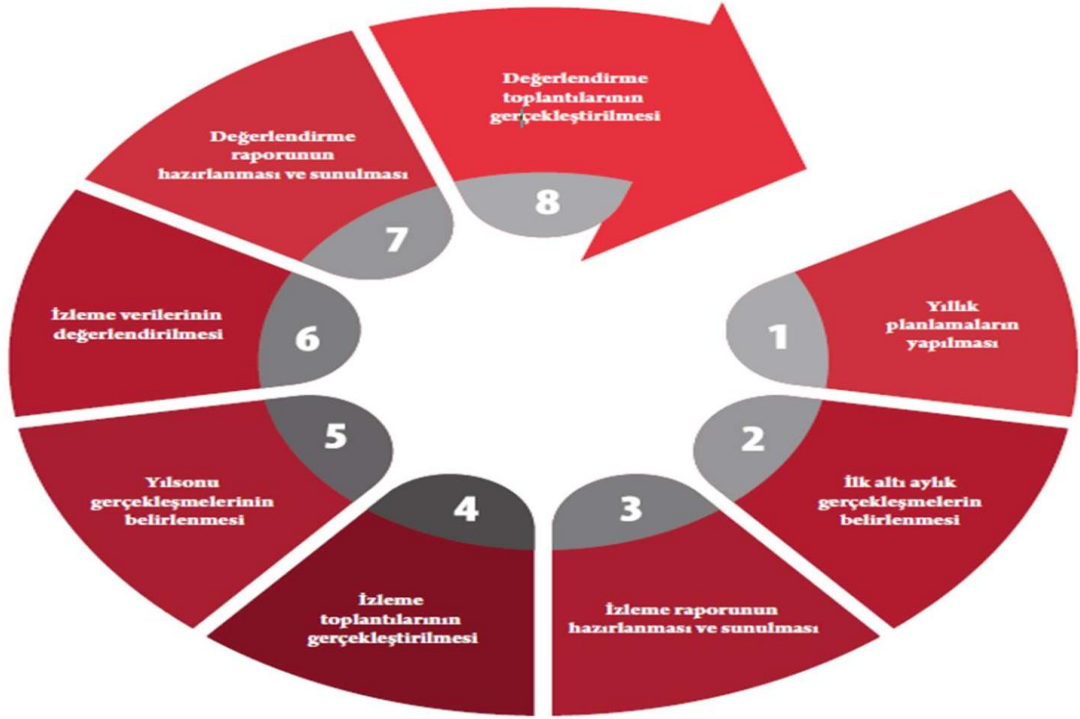 1
Yıllık
planlamaların
yapılması
2
İlk altı aylık
gerçekleşmelerin
belirlenmesi
3
İzleme raporunun
hazırlanması ve sunulması
4
İzleme
toplantılarının
gerçekleştirilmesi
5
Yılsonu
gerçekleşmelerinin
belirlenmesi
6
İzleme verilerinin
değerlendirilmesi
7
Değerlendirme
raporunun
hazırlanması ve sunulması
8
Değerlendirme
toplantılarının
gerçekleştirilmesi